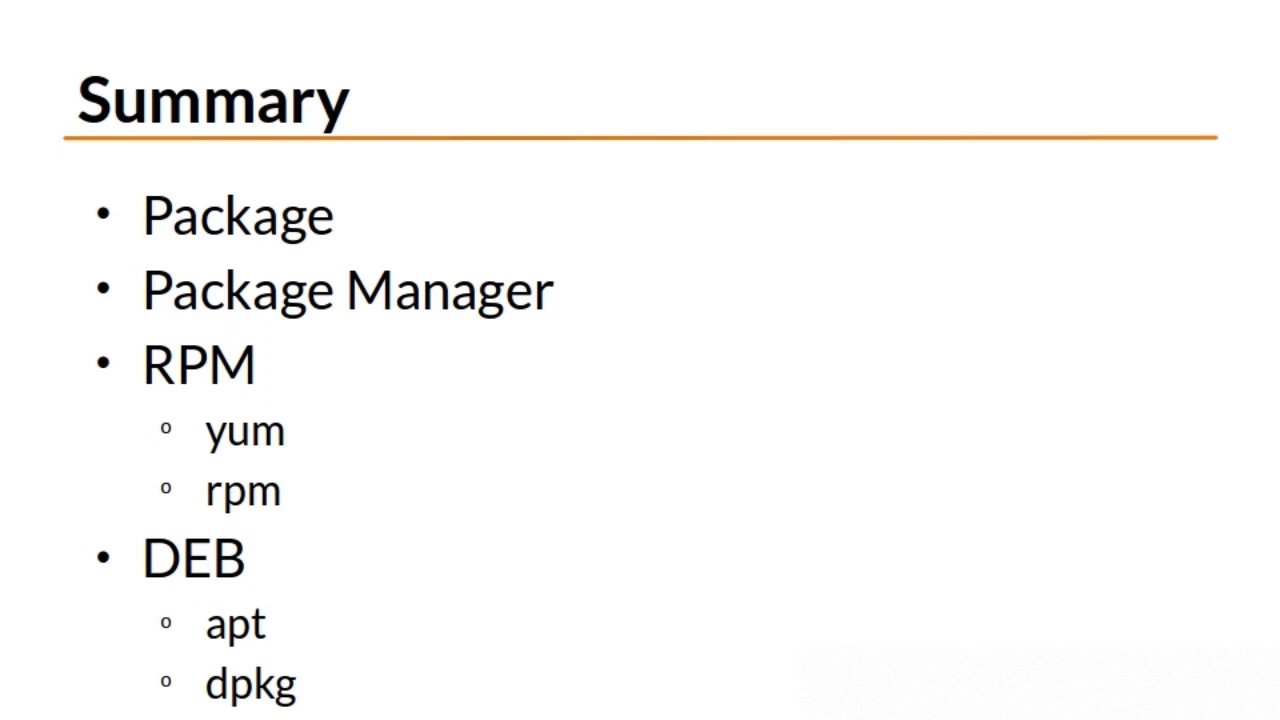 Summary
• Package
• Package Manager
• RPM
o yum
o rpm
• DEB
o apt
o dpkg